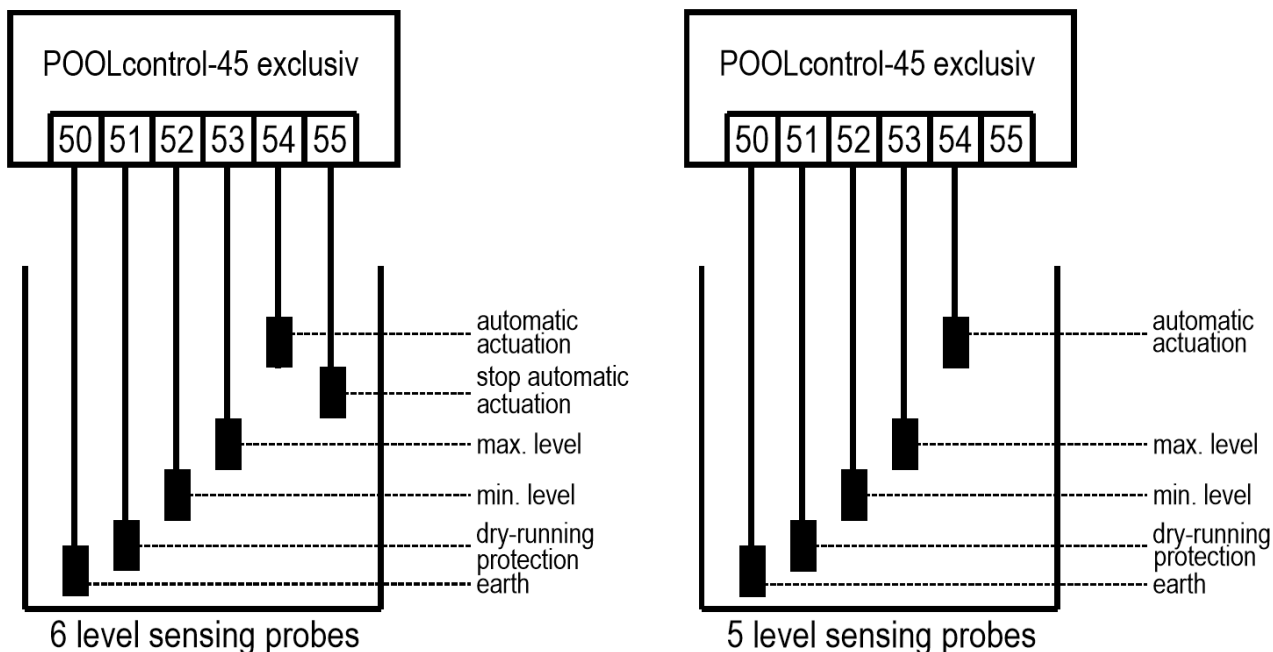 POOLcontrol-45 exclusiv
50 51 52 53 54 55
automatic
actuation
stop automatic
actuation
max. level
min. level
dry-running
protection
earth
6 level sensing probes
POOLcontrol-45 exclusiv
50 51 52 53 54 55
automatic
actuation
max. level
min. level
dry-running
protection
earth
5 level sensing probes